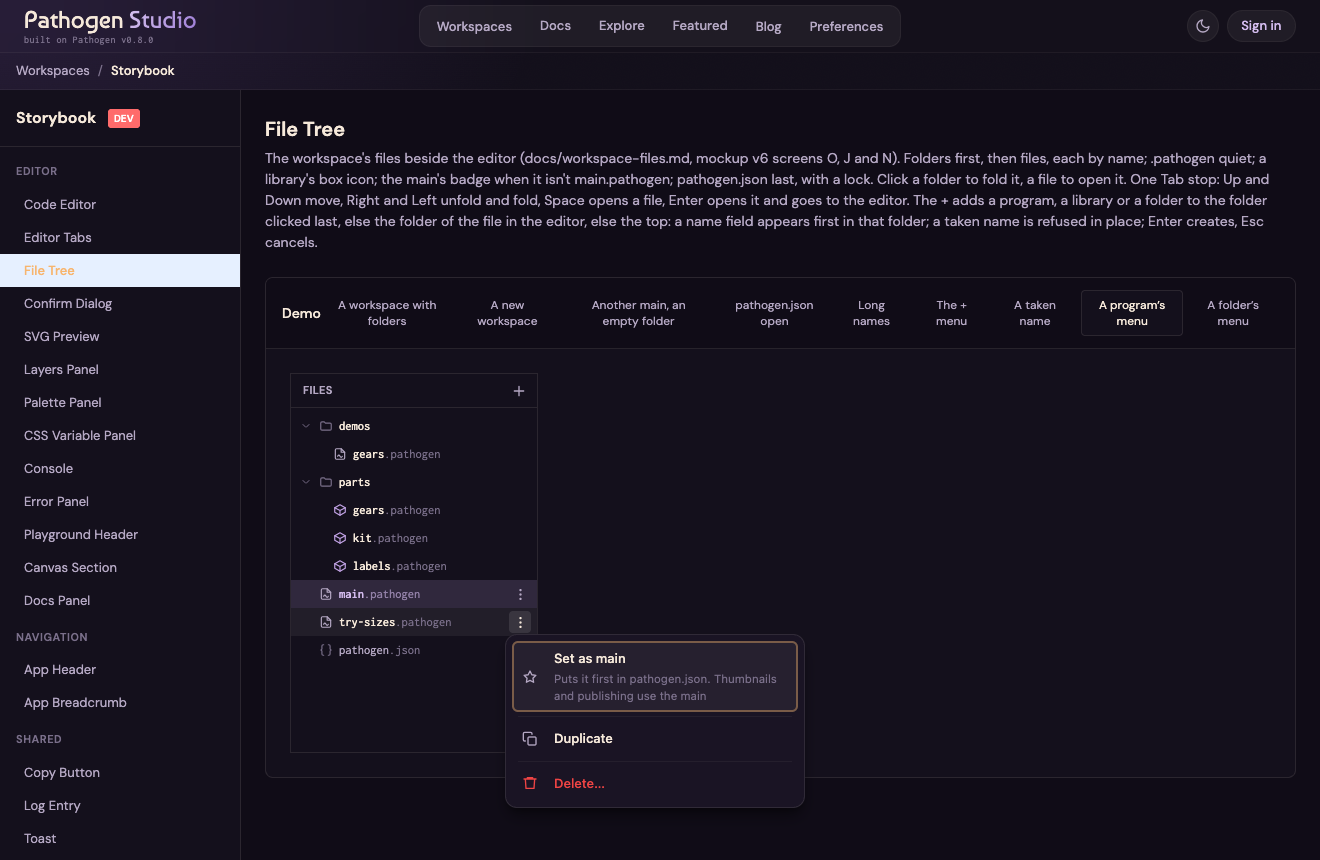 Pathogen Studio
built on Pathogen v0.8.0
Workspaces
Docs
Explore
Featured
Blog
Preferences
Sign in
Workspaces / Storybook
Storybook DEV
EDITOR
Code Editor
Editor Tabs
File Tree
Confirm Dialog
SVG Preview
Layers Panel
Palette Panel
CSS Variable Panel
Console
Error Panel
Playground Header
Canvas Section
Docs Panel
NAVIGATION
App Header
App Breadcrumb
SHARED
Copy Button
Log Entry
Toast
File Tree
The workspace's files beside the editor (docs/workspace-files.md, mockup v6 screens O, J and N). Folders first, then files, each by name; .pathogen quiet; a
library's box icon; the main's badge when it isn't main.pathogen; pathogen.json last, with a lock. Click a folder to fold it, a file to open it. One Tab stop: Up and
Down move, Right and Left unfold and fold, Space opens a file, Enter opens it and goes to the editor. The + adds a program, a library or a folder to the folder
clicked last, else the folder of the file in the editor, else the top: a name field appears first in that folder; a taken name is refused in place; Enter creates, Esc
cancels.
Demo
A workspace with
folders
A new
workspace
Another main, an
empty folder
pathogen.json
open
Long
names
The +
menu
A taken
name
A program's
menu
A folder's
menu
FILES
demos
gears.pathogen
parts
gears.pathogen
kit.pathogen
labels.pathogen
main.pathogen
try-sizes.pathogen
{} pathogen.json
Set as main
Puts it first in pathogen.json. Thumbnails
and publishing use the main
Duplicate
Delete...